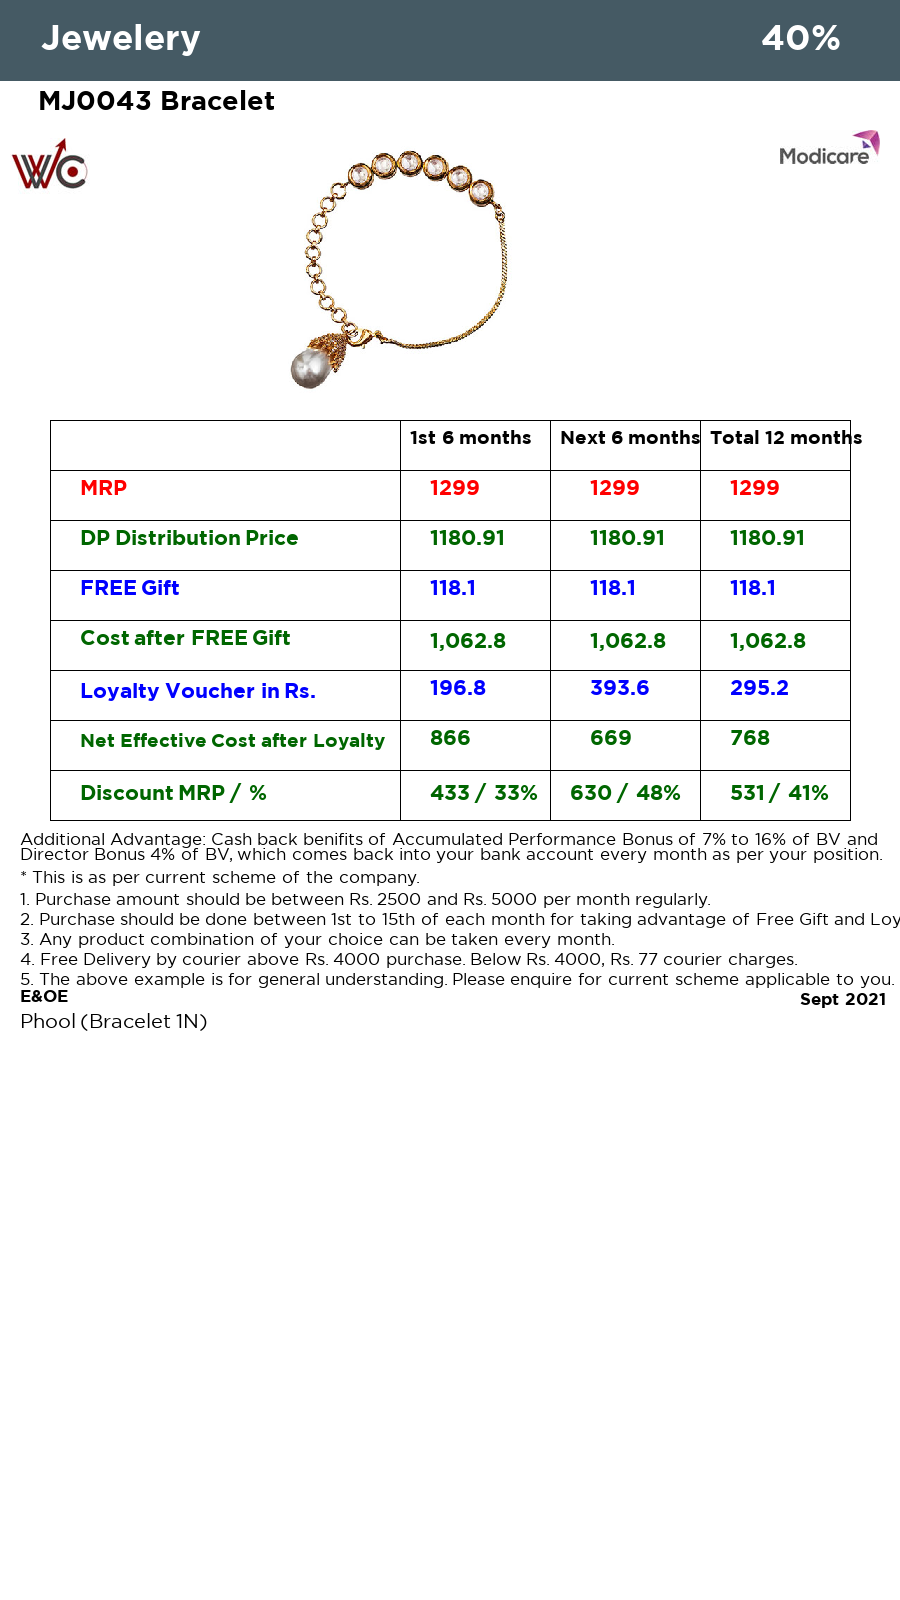 Jewelery 40%
MJ0043 Bracelet
WC
Modicare
1st 6 months Next 6 months Total 12 months
MRP 1299 1299 1299
DP Distribution Price 1180.91 1180.91 1180.91
FREE Gift 118.1 118.1 118.1
Cost after FREE Gift 1,062.8 1,062.8 1,062.8
Loyalty Voucher in Rs. 196.8 393.6 295.2
Net Effective Cost after Loyalty 866 669 768
Discount MRP / % 433 / 33% 630 / 48% 531 / 41%
Additional Advantage: Cash back benifits of Accumulated Performance Bonus of 7% to 16% of BV and
Director Bonus 4% of BV, which comes back into your bank account every month as per your position.
* This is as per current scheme of the company.
1. Purchase amount should be between Rs. 2500 and Rs. 5000 per month regularly.
2. Purchase should be done between 1st to 15th of each month for taking advantage of Free Gift and Loy
3. Any product combination of your choice can be taken every month.
4. Free Delivery by courier above Rs. 4000 purchase. Below Rs. 4000, Rs. 77 courier charges.
5. The above example is for general understanding. Please enquire for current scheme applicable to you.
E&OE
Sept 2021
Phool (Bracelet 1N)